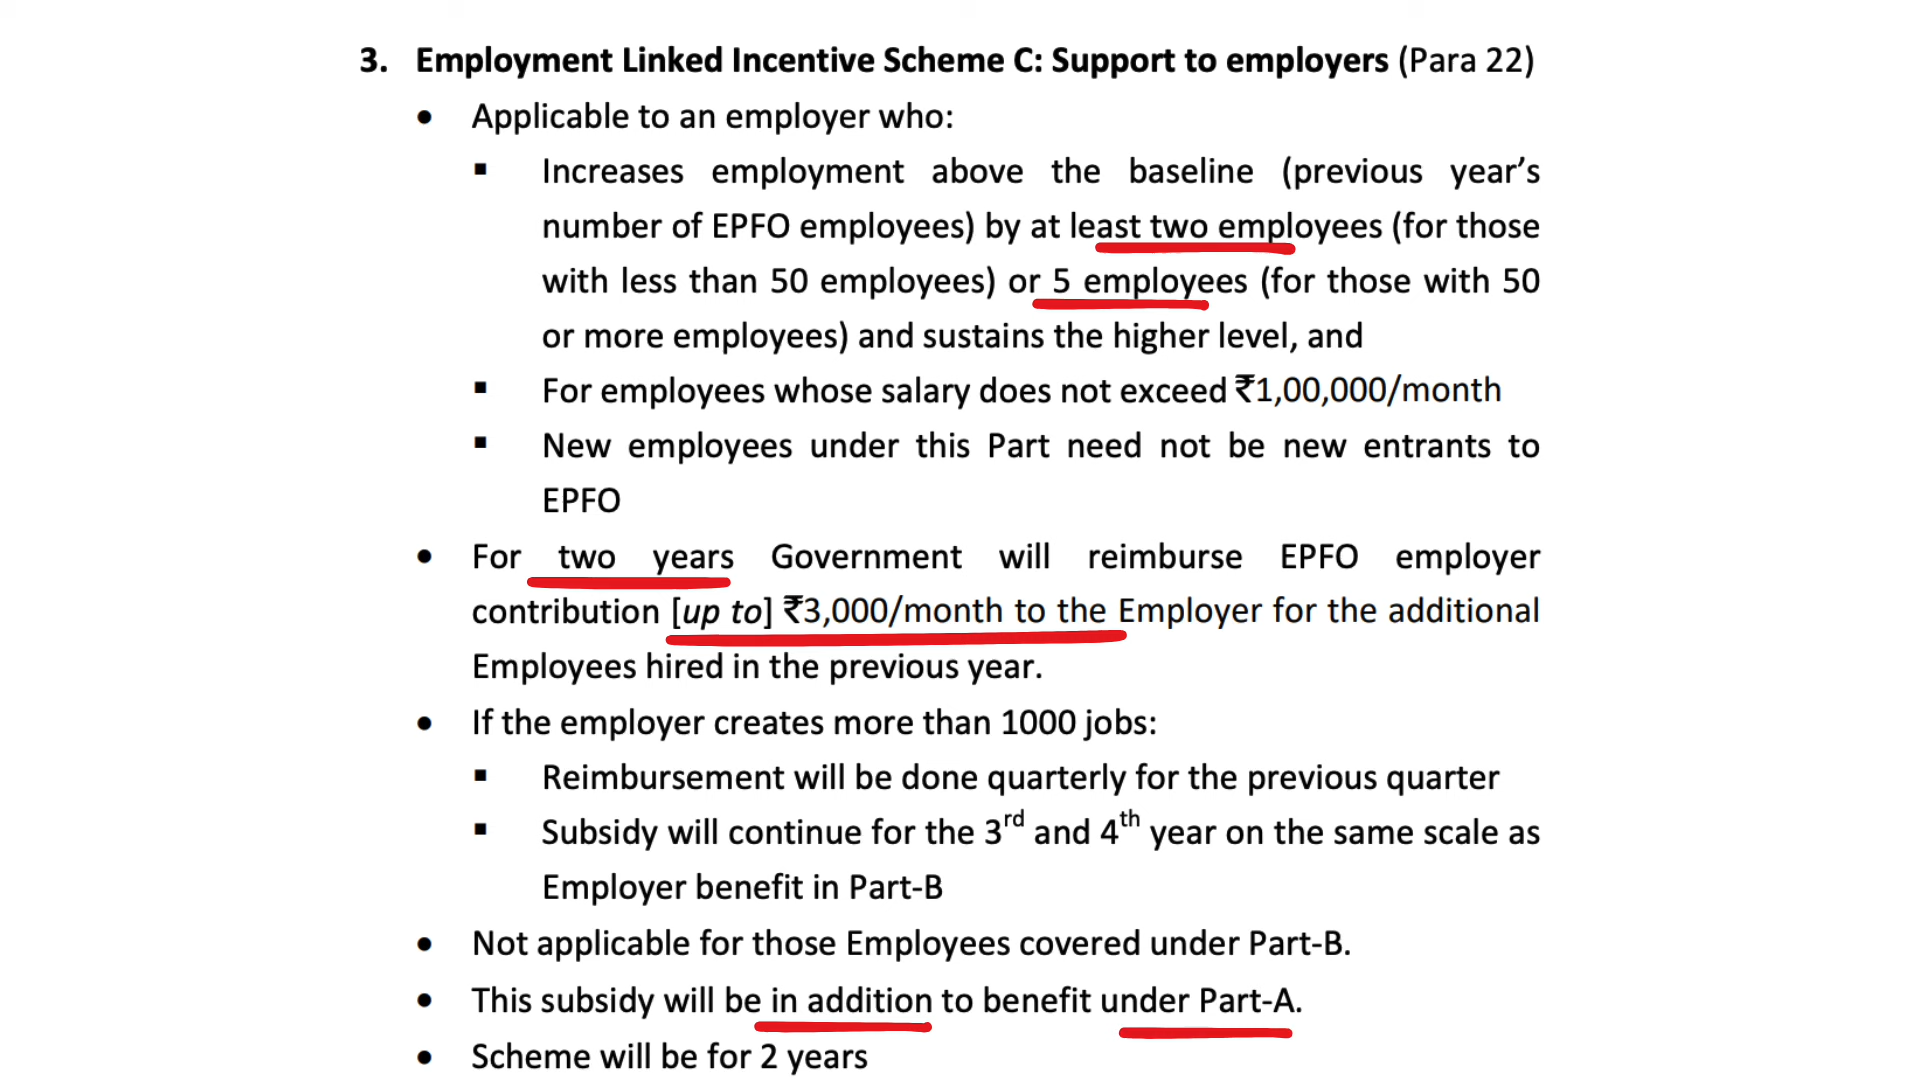 3. Employment Linked Incentive Scheme C: Support to employers (Para 22)
• Applicable to an employer who:
▪ Increases employment above the baseline (previous year’s
number of EPFO employees) by at least two employees (for those
with less than 50 employees) or 5 employees (for those with 50
or more employees) and sustains the higher level, and
▪ For employees whose salary does not exceed ₹1,00,000/month
▪ New employees under this Part need not be new entrants to
EPFO
• For two years Government will reimburse EPFO employer
contribution [up to] ₹3,000/month to the Employer for the additional
Employees hired in the previous year.
• If the employer creates more than 1000 jobs:
▪ Reimbursement will be done quarterly for the previous quarter
▪ Subsidy will continue for the 3rd and 4th year on the same scale as
Employer benefit in Part-B
• Not applicable for those Employees covered under Part-B.
• This subsidy will be in addition to benefit under Part-A.
• Scheme will be for 2 years